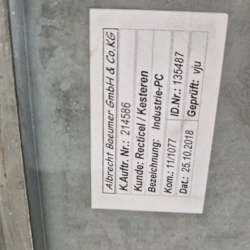 Albrecht Baeumer GmbH & Co.KG
K.Auftr. Nr.: 214586
Kunde: Recticel / Kesteren
Bezeichnung: Industrie-PC
Kom.: 11/1077 ID.Nr.: 135487
Dat.: 25.10.2018 Geprüft: vju